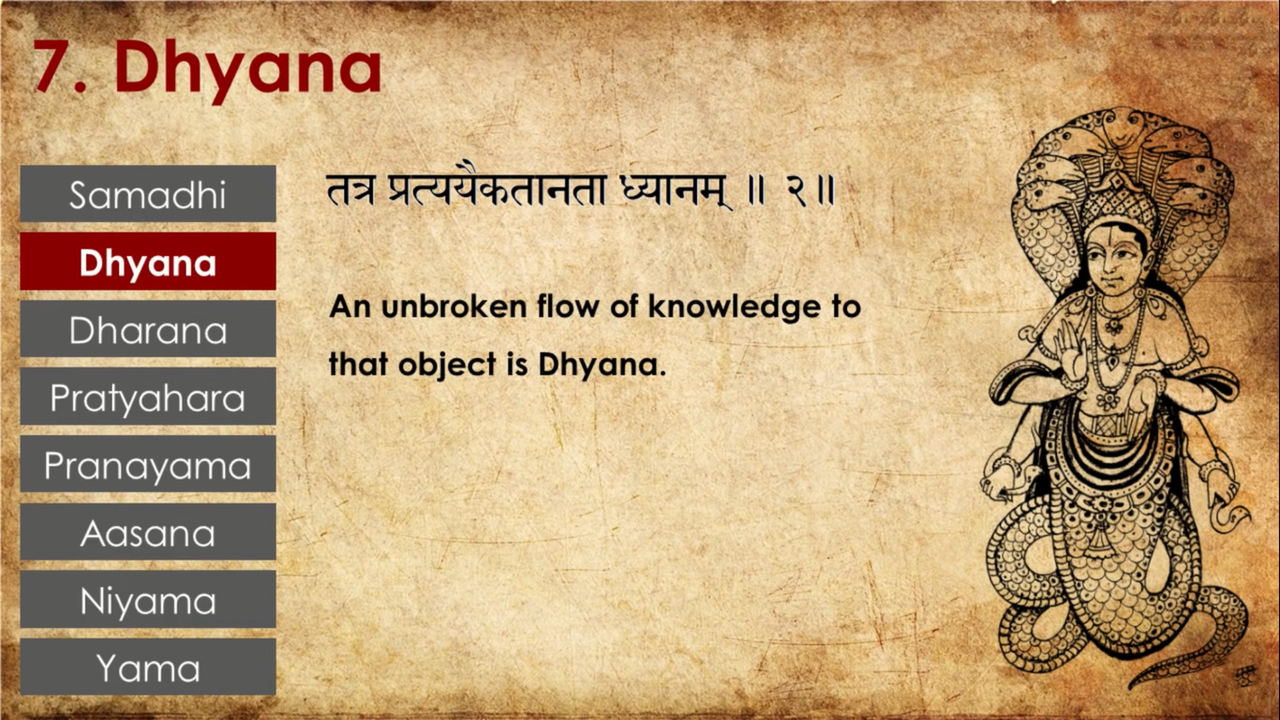 7. Dhyana
Samadhi
Dhyana
Dharana
Pratyahara
Pranayama
Aasana
Niyama
Yama
तत्र प्रत्ययैकतानता ध्यानम् ॥ २॥
An unbroken flow of knowledge to
that object is Dhyana.